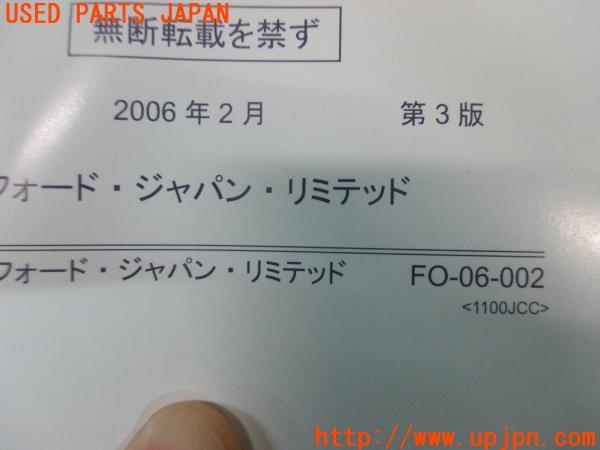 USED PARTS JAPAN
無断転載を禁ず
2006年2月 第3版
フォード・ジャパン・リミテッド
フォード・ジャパン・リミテッド FO-06-002
<1100JCC>
http://www.upjpn.com/